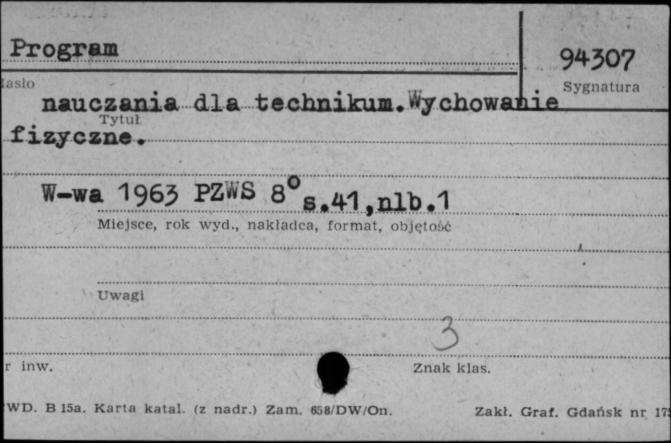 Program
94307
asło
Sygnatura
nauczania dla technikum. Wychowanie
Tytuł
fizyczne.
W-wa 1963 PZWS 8° s.41,nlb.1
Miejsce, rok wyd., nakładca, format, objętość
Uwagi
3
r inw.
Znak klas.
WD. B 15a. Karta katal. (z nadr.) Zam. 658/DW/On.
Zakł. Graf. Gdańsk nr 175